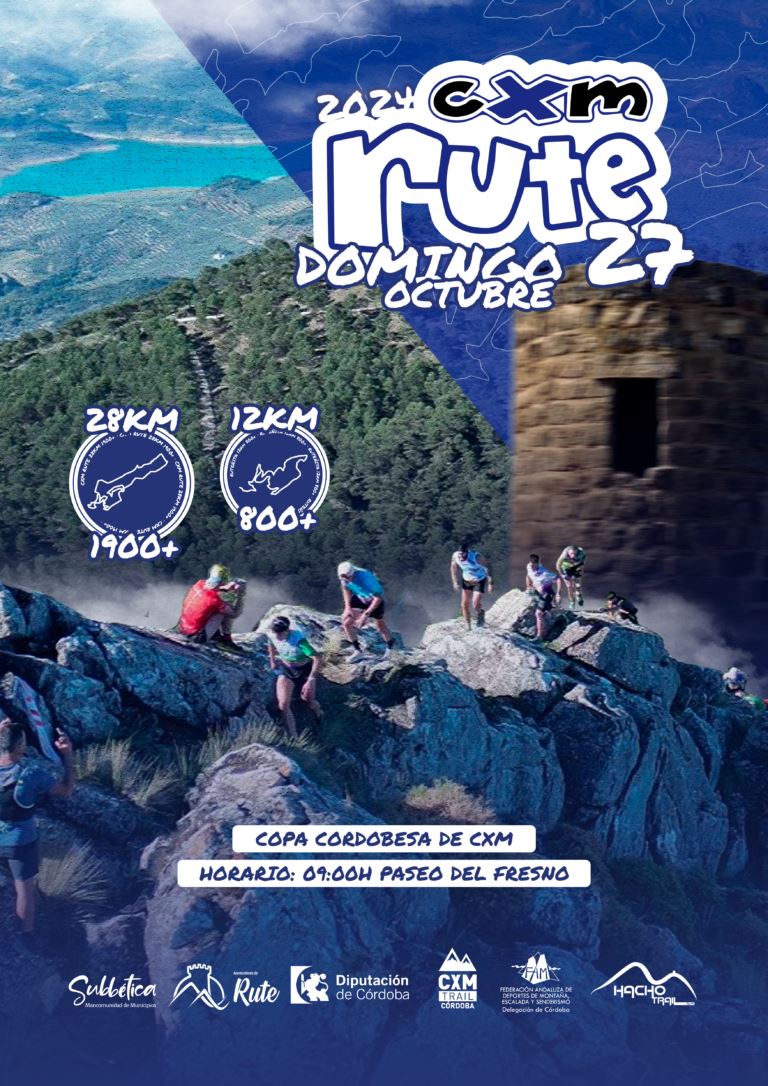 2024 cxm
rute
DOMINGO 27
OCTUBRE
28KM
12KM
800+
1900+
COPA CORDOBESA DE CXM
HORARIO: 09:00H PASEO DEL FRESNO
Subbética
Mancomunidad de Municipios
Ayuntamiento de
Rute
Diputación
de Córdoba
CXM
TRAIL
CÓRDOBA
FAM
FEDERACIÓN ANDALUZA DE
DEPORTES DE MONTAÑA,
ESCALADA Y SENDERISMO
Delegación de Córdoba
HACHO
TRAIL